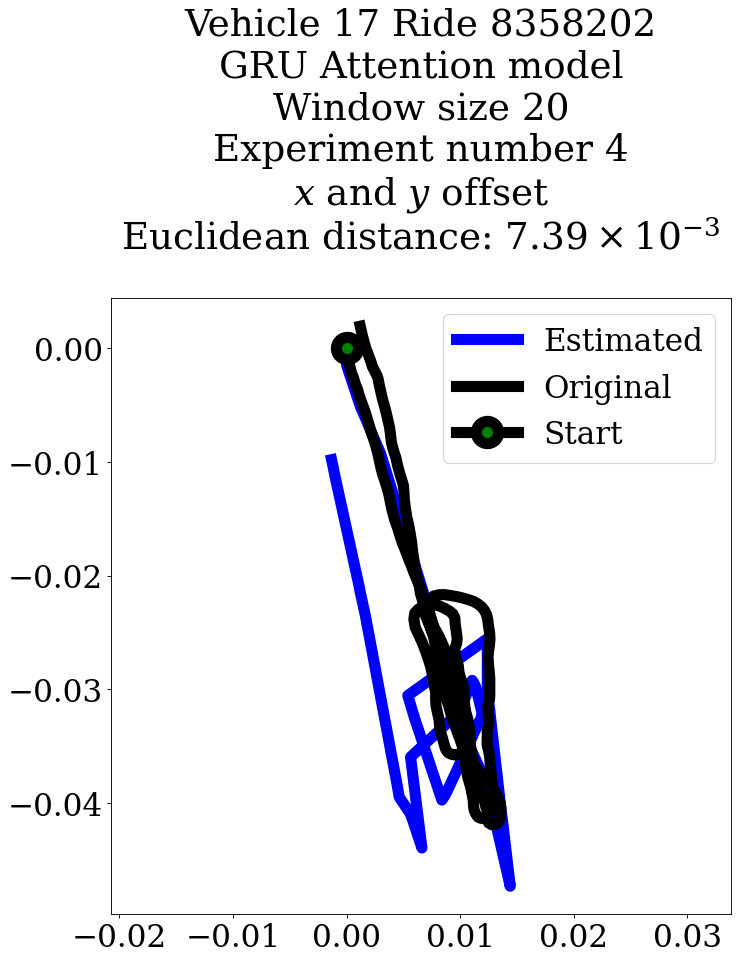 Vehicle 17 Ride 8358202
GRU Attention model
Window size 20
Experiment number 4
x and y offset
Euclidean distance: 7.39 × 10⁻³
Estimated
Original
Start
0.00
−0.01
−0.02
−0.03
−0.04
−0.02 −0.01 0.00 0.01 0.02 0.03